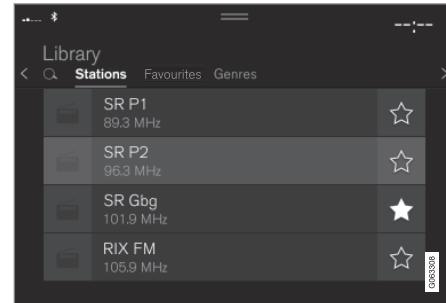 --:--
Library
Stations Favourites Genres
SR P1
89.3 MHz
SR P2
96.3 MHz
SR Gbg
101.9 MHz
RIX FM
105.9 MHz
G063308